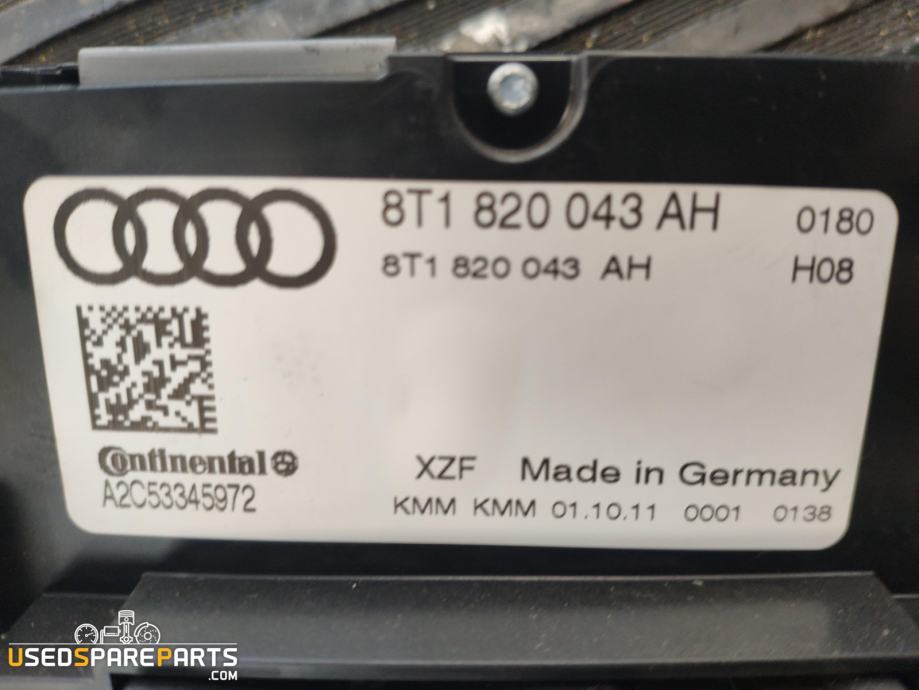 8T1 820 043 AH 0180
8T1 820 043 AH H08
Continental
A2C53345972
XZF Made in Germany
KMM KMM 01.10.11 0001 0138
USEDSPAREPARTS
.COM